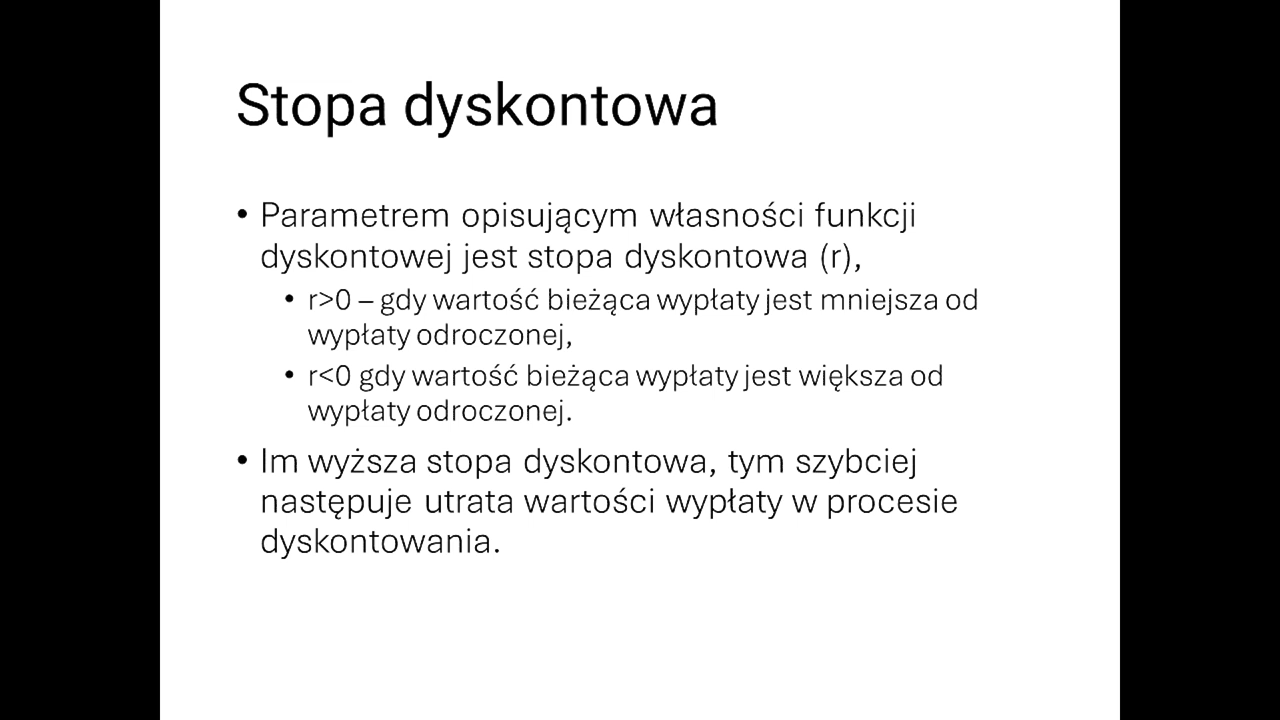 Stopa dyskontowa
• Parametrem opisującym własności funkcji
dyskontowej jest stopa dyskontowa (r),
• r>0 – gdy wartość bieżąca wypłaty jest mniejsza od
wypłaty odroczonej,
• r<0 gdy wartość bieżąca wypłaty jest większa od
wypłaty odroczonej.
• Im wyższa stopa dyskontowa, tym szybciej
następuje utrata wartości wypłaty w procesie
dyskontowania.